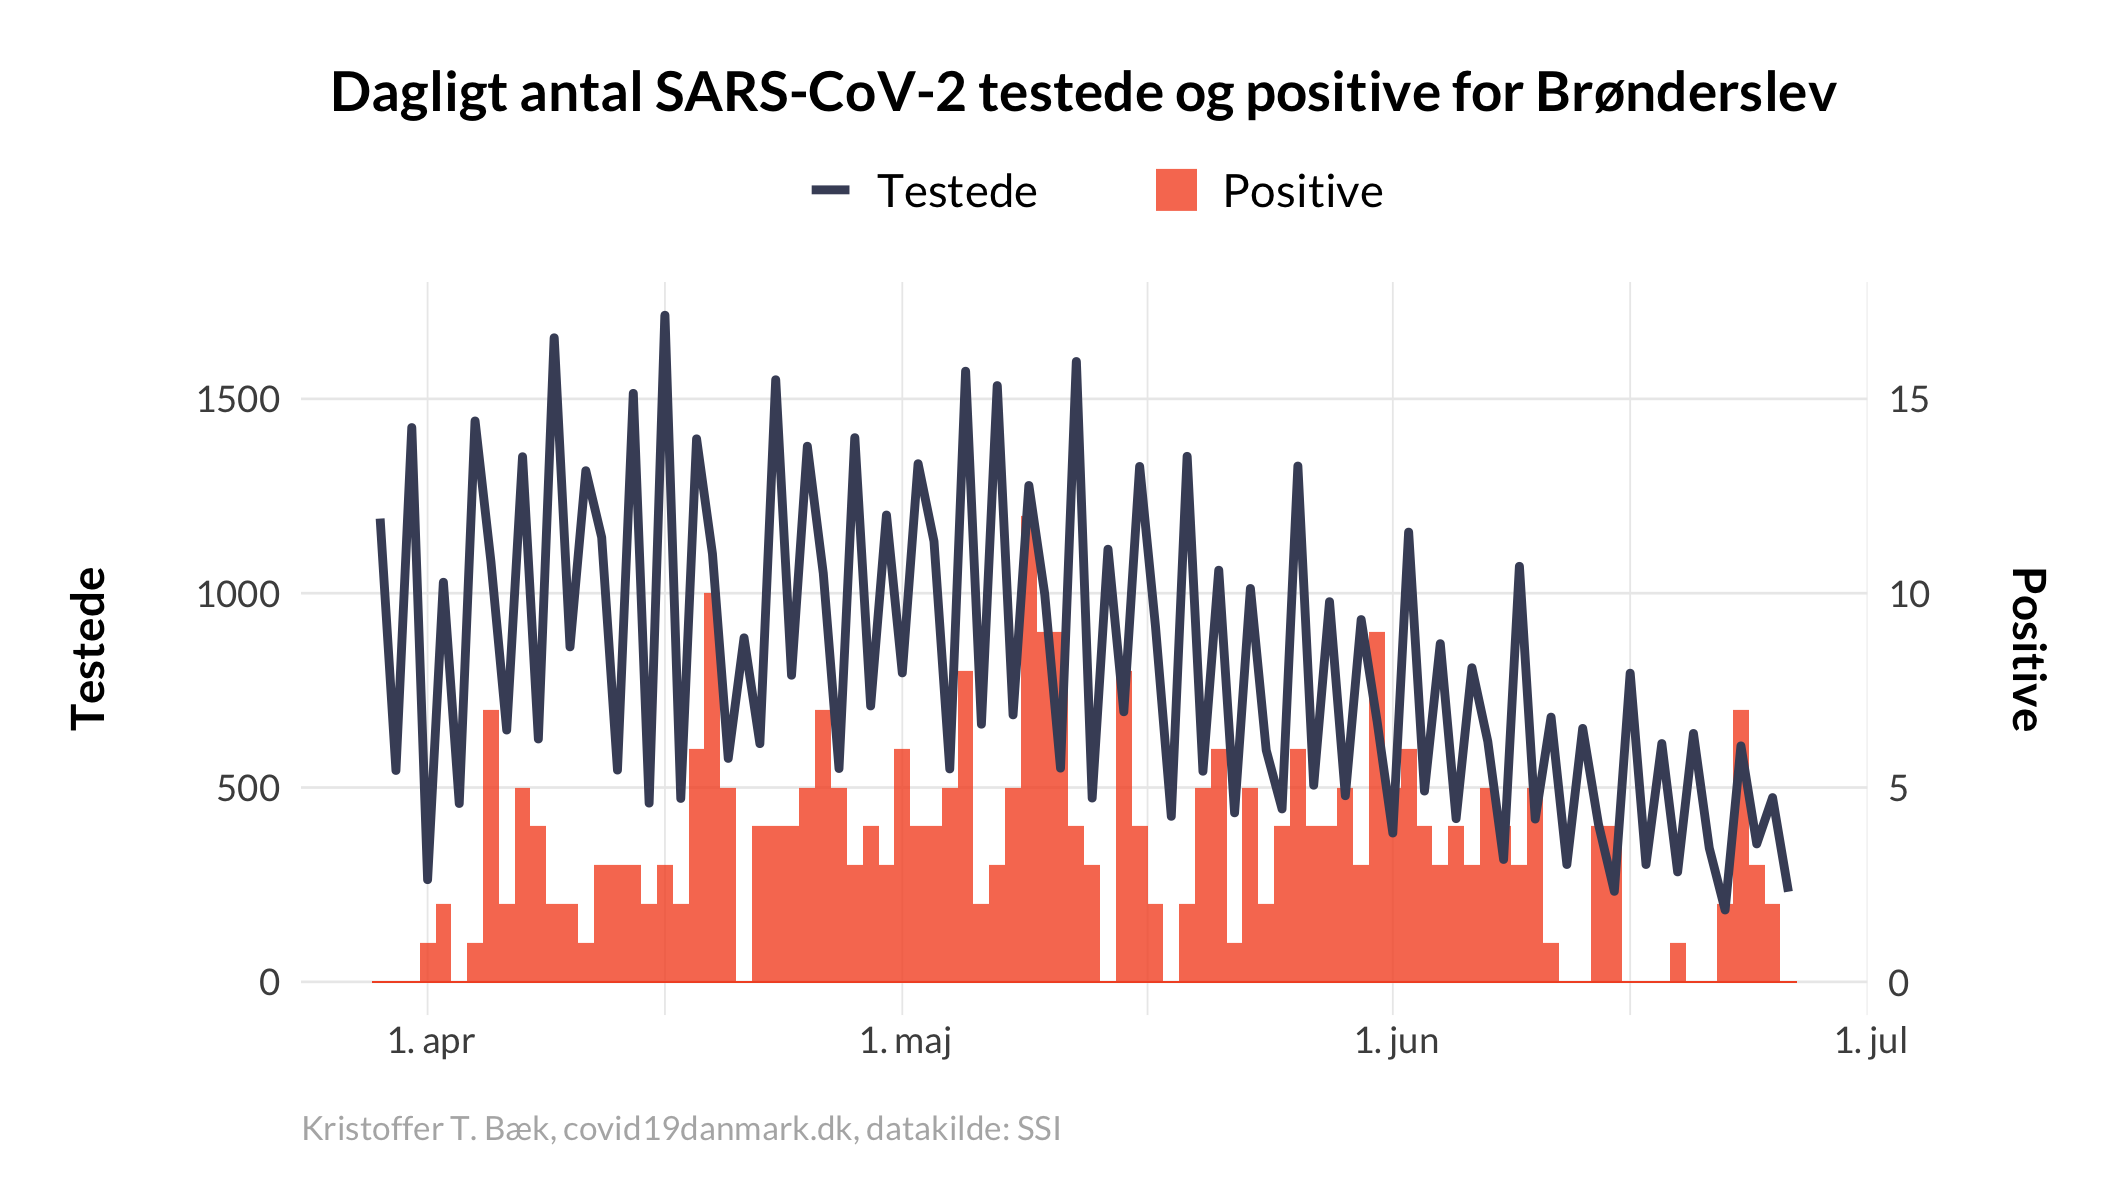 Dagligt antal SARS-CoV-2 testede og positive for Brønderslev
Testede Positive
1500 15
1000 10
500 5
0 0
Testede
Positive
1. apr 1. maj 1. jun 1. jul
Kristoffer T. Bæk, covid19danmark.dk, datakilde: SSI